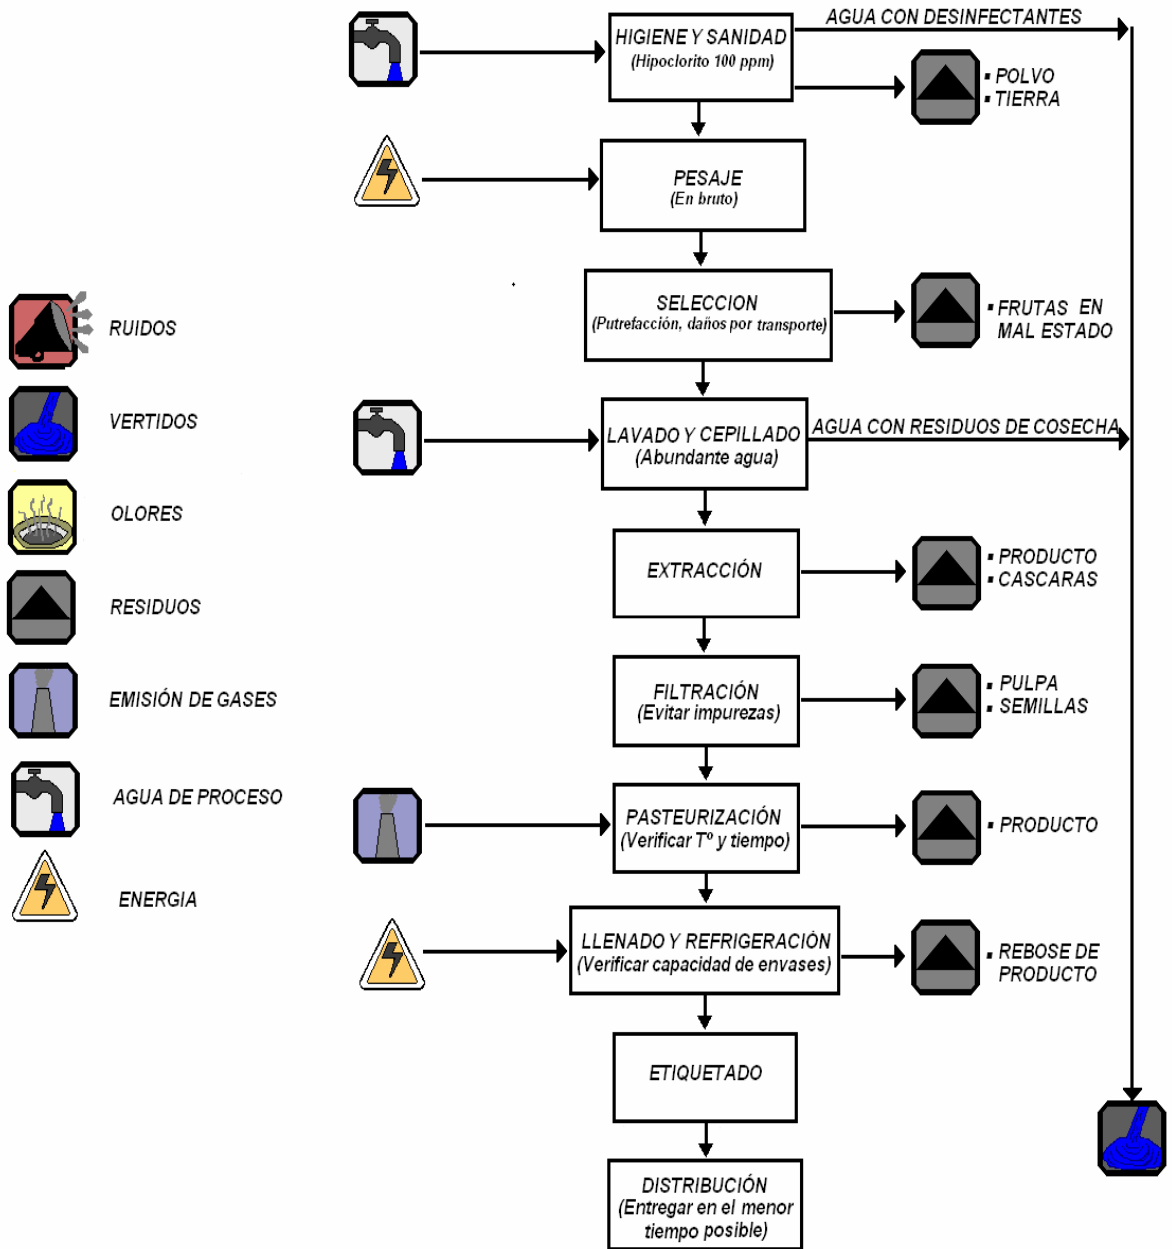 AGUA CON DESINFECTANTES
HIGIENE Y SANIDAD
(Hipoclorito 100 ppm)
▪ POLVO
▪ TIERRA
PESAJE
(En bruto)
SELECCION
(Putrefacción, daños por transporte)
▪ FRUTAS EN
MAL ESTADO
RUIDOS
VERTIDOS
LAVADO Y CEPILLADO
(Abundante agua)
AGUA CON RESIDUOS DE COSECHA
OLORES
EXTRACCIÓN
▪ PRODUCTO
▪ CASCARAS
RESIDUOS
FILTRACIÓN
(Evitar impurezas)
▪ PULPA
▪ SEMILLAS
EMISIÓN DE GASES
AGUA DE PROCESO
PASTEURIZACIÓN
(Verificar Tº y tiempo)
▪ PRODUCTO
ENERGIA
LLENADO Y REFRIGERACIÓN
(Verificar capacidad de envases)
▪ REBOSE DE
PRODUCTO
ETIQUETADO
DISTRIBUCIÓN
(Entregar en el menor
tiempo posible)